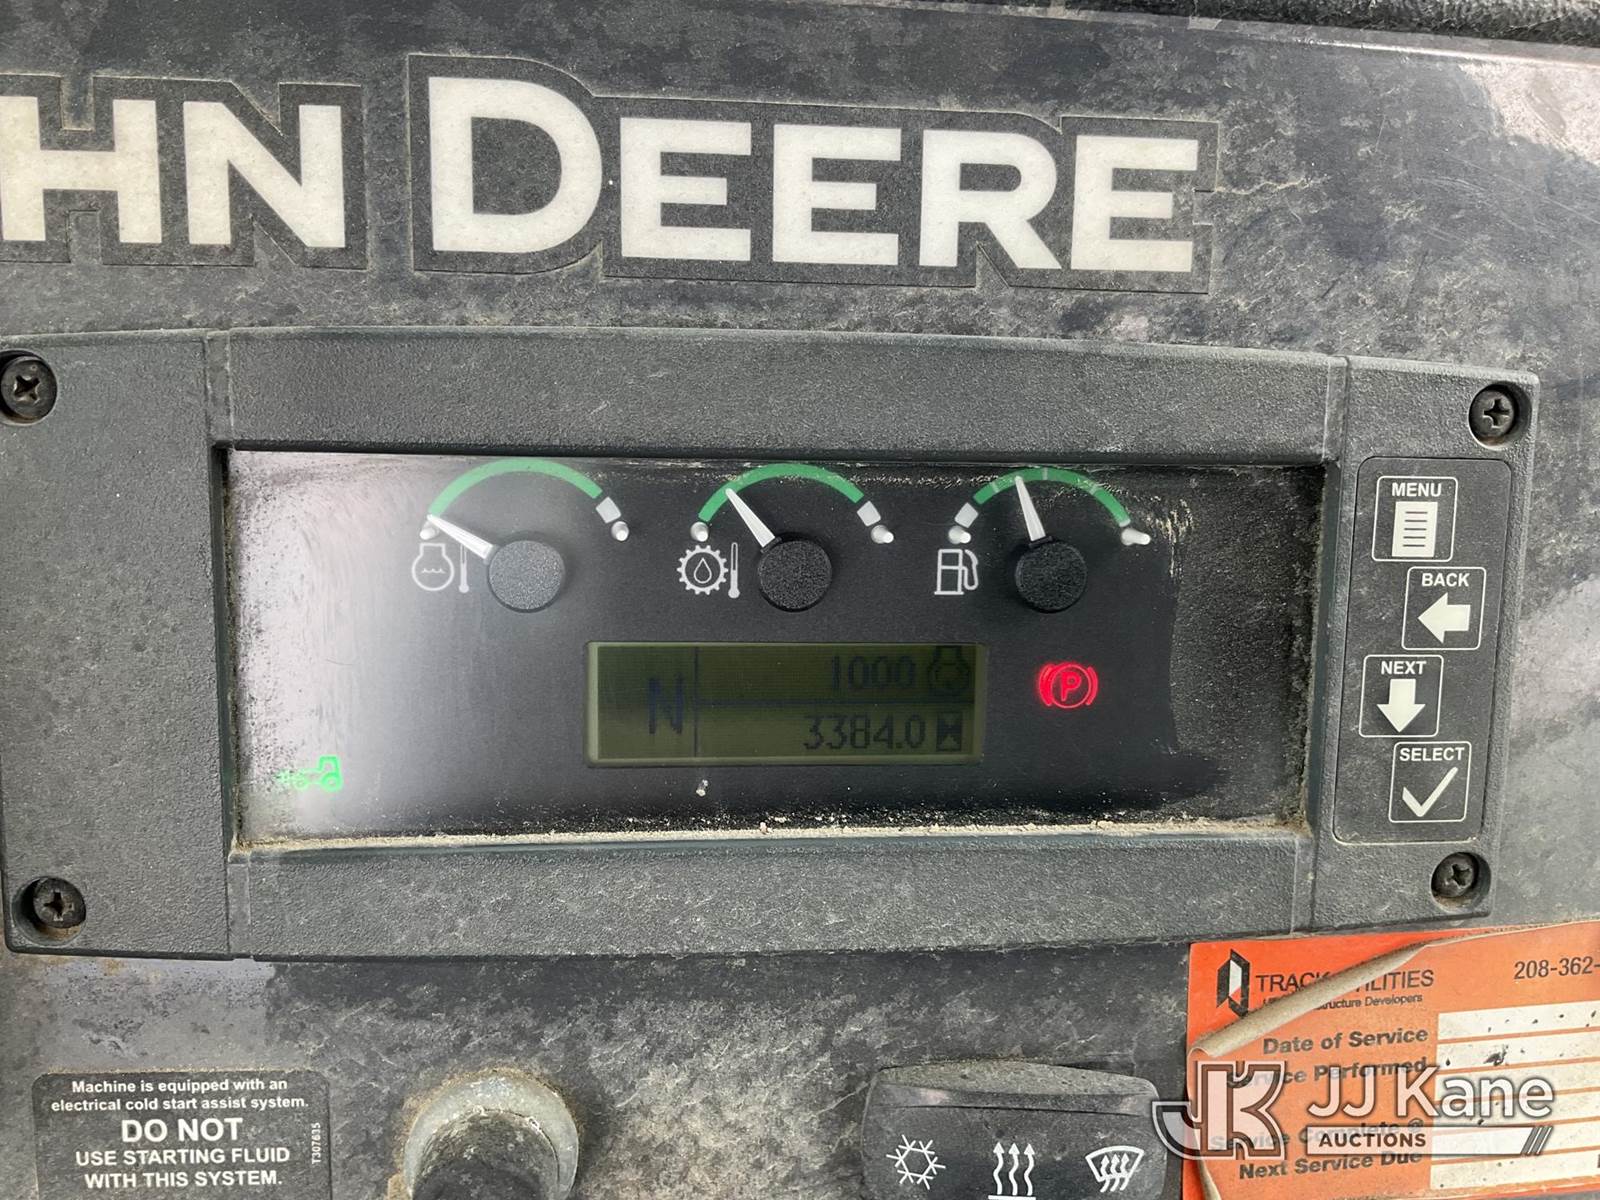 HN DEERE
MENU
BACK
NEXT
SELECT
1000
N
3384.0
P
208-362-
Date of Service
Performed
Next Service Due
Machine is equipped with an
electrical cold start assist system.
DO NOT
USE STARTING FLUID
WITH THIS SYSTEM.
T307635
JJ Kane
AUCTIONS